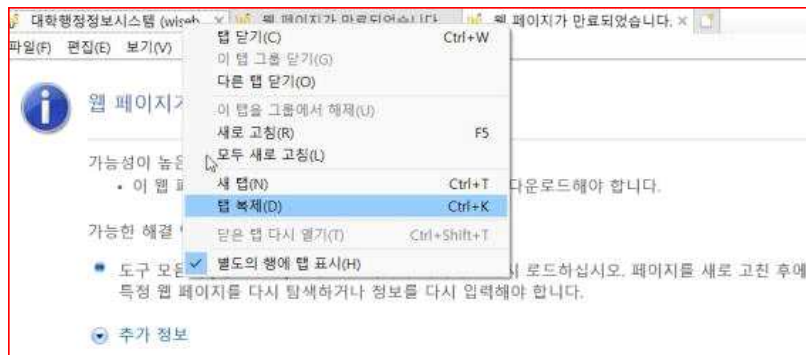 대학행정정보시스템 (wiseb × 웹 페이지가 만료되었습니다. 웹 페이지가 만료되었습니다. ×
파일(F) 편집(E) 보기(V)
탭 닫기(C) Ctrl+W
이 탭 그룹 닫기(G)
다른 탭 닫기(O)
이 탭을 그룹에서 해제(U)
새로 고침(R) F5
모두 새로 고침(L)
새 탭(N) Ctrl+T
탭 복제(D) Ctrl+K
닫은 탭 다시 열기(T) Ctrl+Shift+T
별도의 행에 탭 표시(H)
웹 페이지가
가능성이 높은
• 이 웹 다운로드해야 합니다.
가능한 해결
도구 모 로드하십시오. 페이지를 새로 고친 후에
특정 웹 페이지를 다시 탐색하거나 정보를 다시 입력해야 합니다.
추가 정보